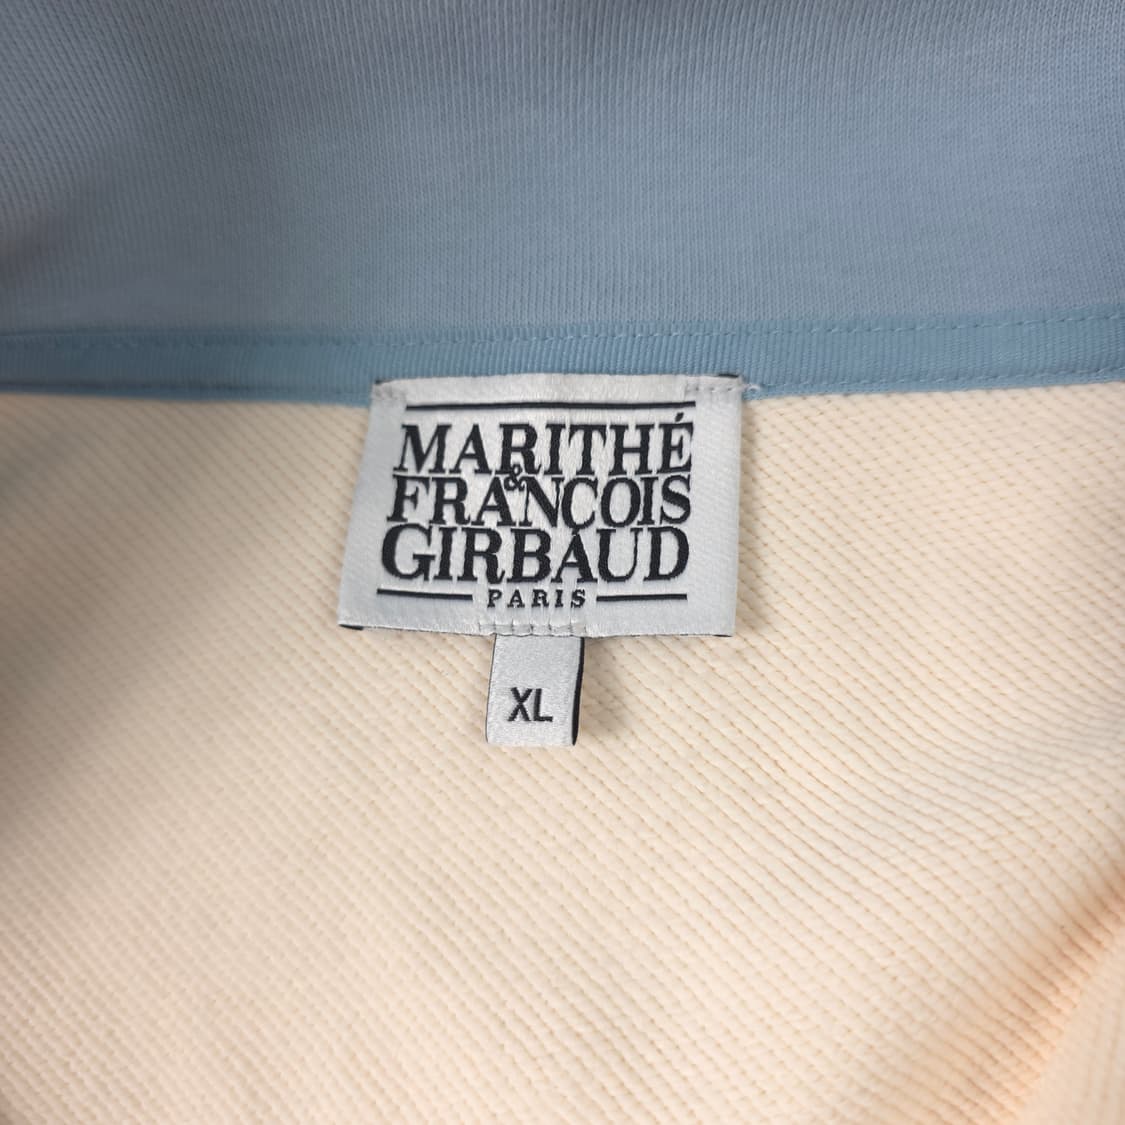 MARITHÉ
&
FRANÇOIS
GIRBAUD
PARIS
XL